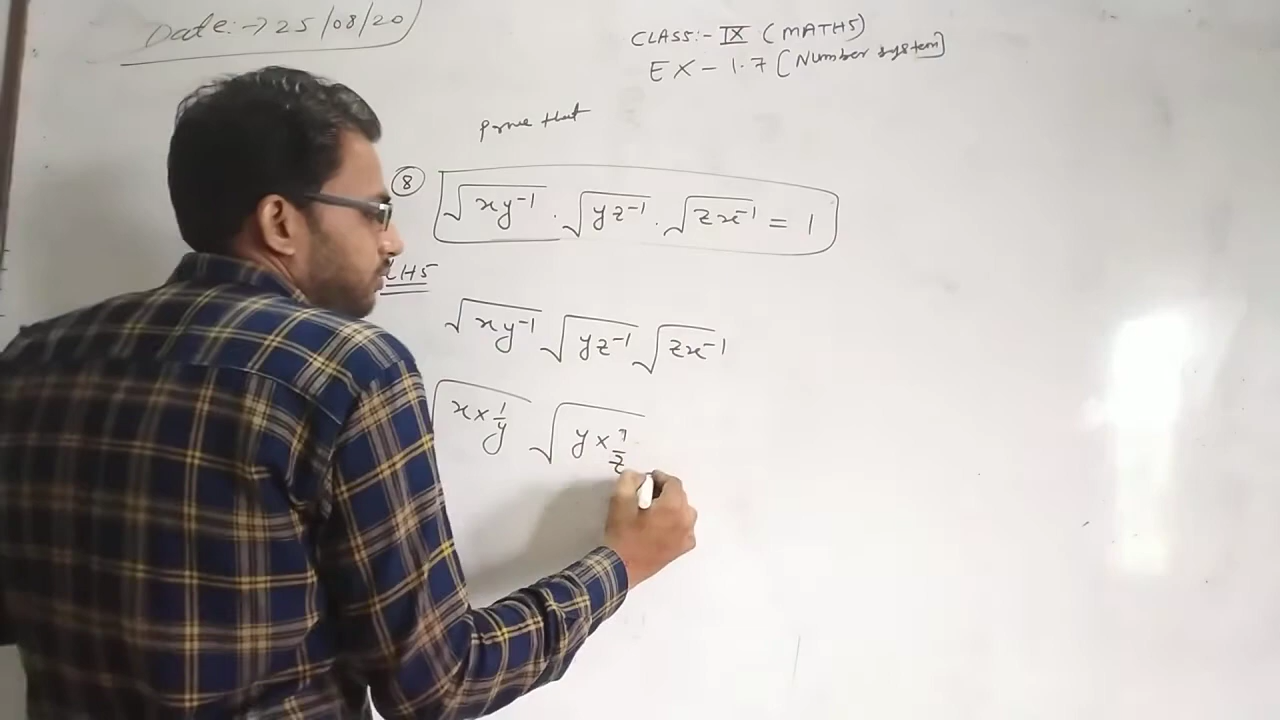 Date:→25/08/20
CLASS:- IX (MATHS)
EX - 1.7 [Number system]
Prove that
(8) √(xy⁻¹) . √(yz⁻¹) . √(zx⁻¹) = 1
LHS
√(xy⁻¹) √(yz⁻¹) √(zx⁻¹)
√(x × 1/y) √(y × 1/z)